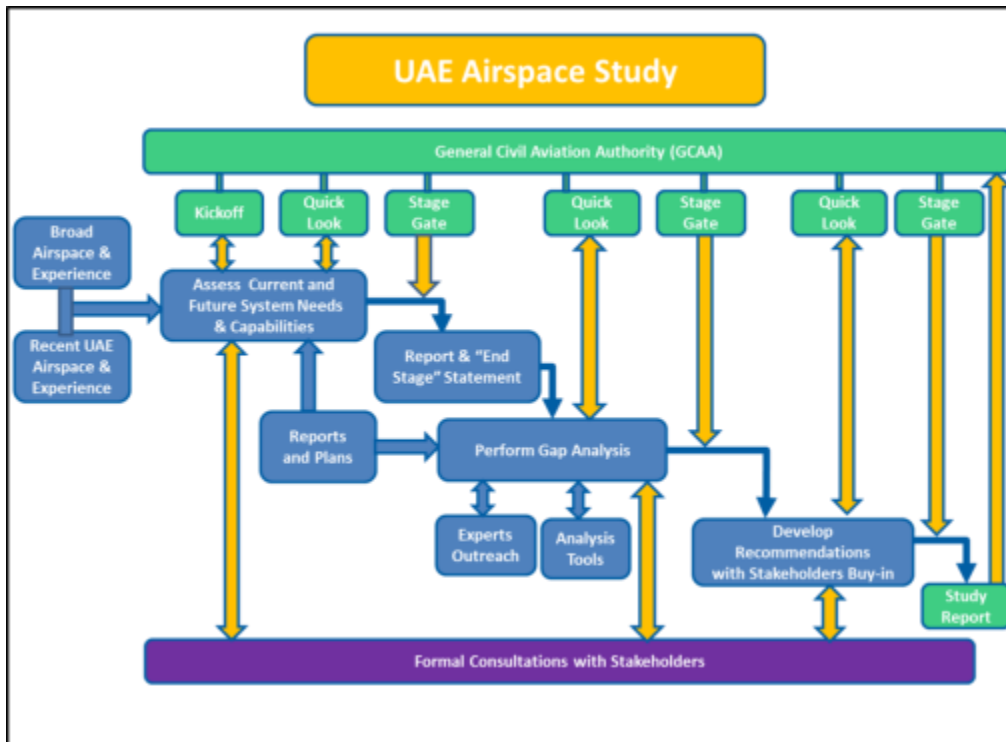 UAE Airspace Study
General Civil Aviation Authority (GCAA)
Kickoff
Quick
Look
Stage
Gate
Quick
Look
Stage
Gate
Quick
Look
Stage
Gate
Broad
Airspace &
Experience
Recent UAE
Airspace &
Experience
Assess Current and
Future System Needs
& Capabilities
Report & “End
Stage” Statement
Reports
and Plans
Perform Gap Analysis
Experts
Outreach
Analysis
Tools
Develop
Recommendations
with Stakeholders Buy-in
Study
Report
Formal Consultations with Stakeholders